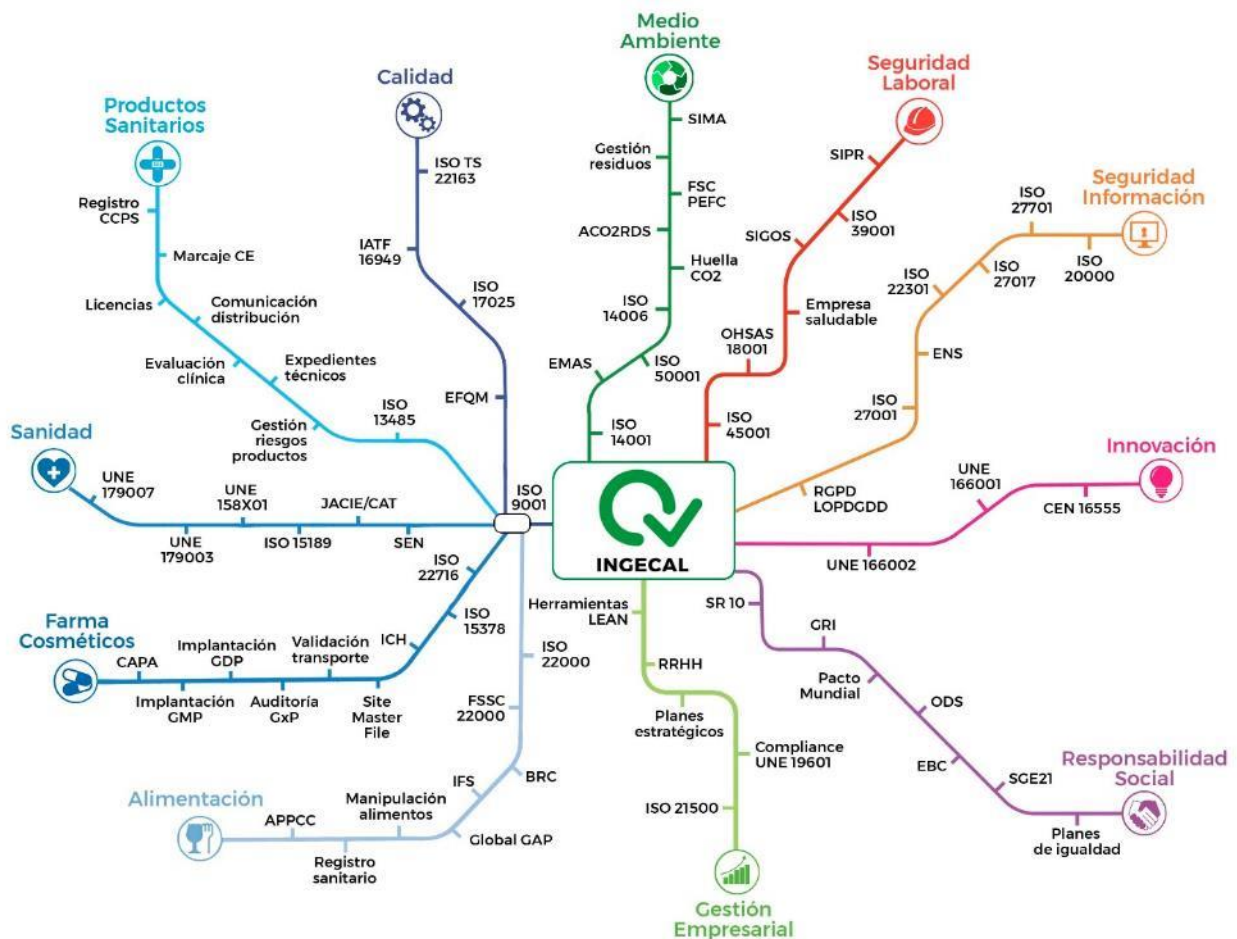 Medio
Ambiente
SIMA
Gestión
residuos
FSC
PEFC
ACO2RDS
Huella
CO2
ISO
14006
EMAS
ISO
50001
ISO
14001
Calidad
ISO TS
22163
IATF
16949
ISO
17025
EFQM
ISO
9001
Productos
Sanitarios
Registro
CCPS
Marcaje CE
Licencias
Comunicación
distribución
Evaluación
clínica
Expedientes
técnicos
Gestión
riesgos
productos
ISO
13485
Sanidad
UNE
179007
UNE
179003
UNE
158X01
ISO 15189
JACIE/CAT
SEN
Farma
Cosméticos
CAPA
Implantación
GMP
Implantación
GDP
Auditoría
GxP
Validación
transporte
Site
Master
File
ICH
ISO
15378
ISO
22716
Alimentación
APPCC
Registro
sanitario
Manipulación
alimentos
Global GAP
IFS
BRC
FSSC
22000
ISO
22000
Seguridad
Laboral
SIPR
ISO
39001
SIGOS
Empresa
saludable
OHSAS
18001
ISO
45001
Seguridad
Información
ISO
27701
ISO
20000
ISO
27017
ISO
22301
ENS
ISO
27001
RGPD
LOPDGDD
Innovación
UNE
166001
CEN 16555
UNE 166002
INGECAL
Herramientas
LEAN
RRHH
Planes
estratégicos
Compliance
UNE 19601
ISO 21500
Gestión
Empresarial
SR 10
GRI
Pacto
Mundial
ODS
EBC
SGE21
Planes
de igualdad
Responsabilidad
Social